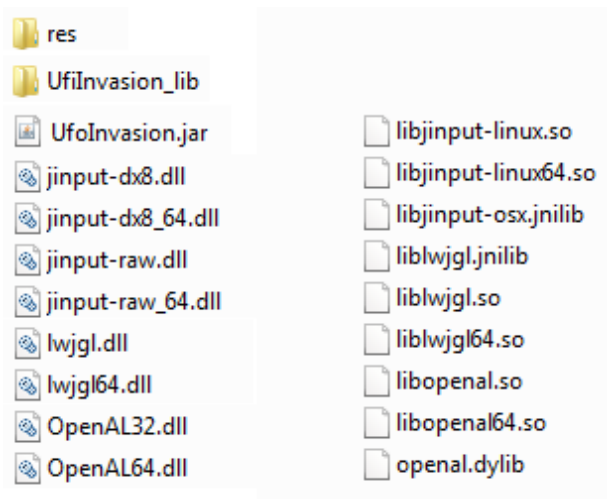 res
UfiInvasion_lib
UfoInvasion.jar
jinput-dx8.dll
jinput-dx8_64.dll
jinput-raw.dll
jinput-raw_64.dll
lwjgl.dll
lwjgl64.dll
OpenAL32.dll
OpenAL64.dll
libjinput-linux.so
libjinput-linux64.so
libjinput-osx.jnilib
liblwjgl.jnilib
liblwjgl.so
liblwjgl64.so
libopenal.so
libopenal64.so
openal.dylib